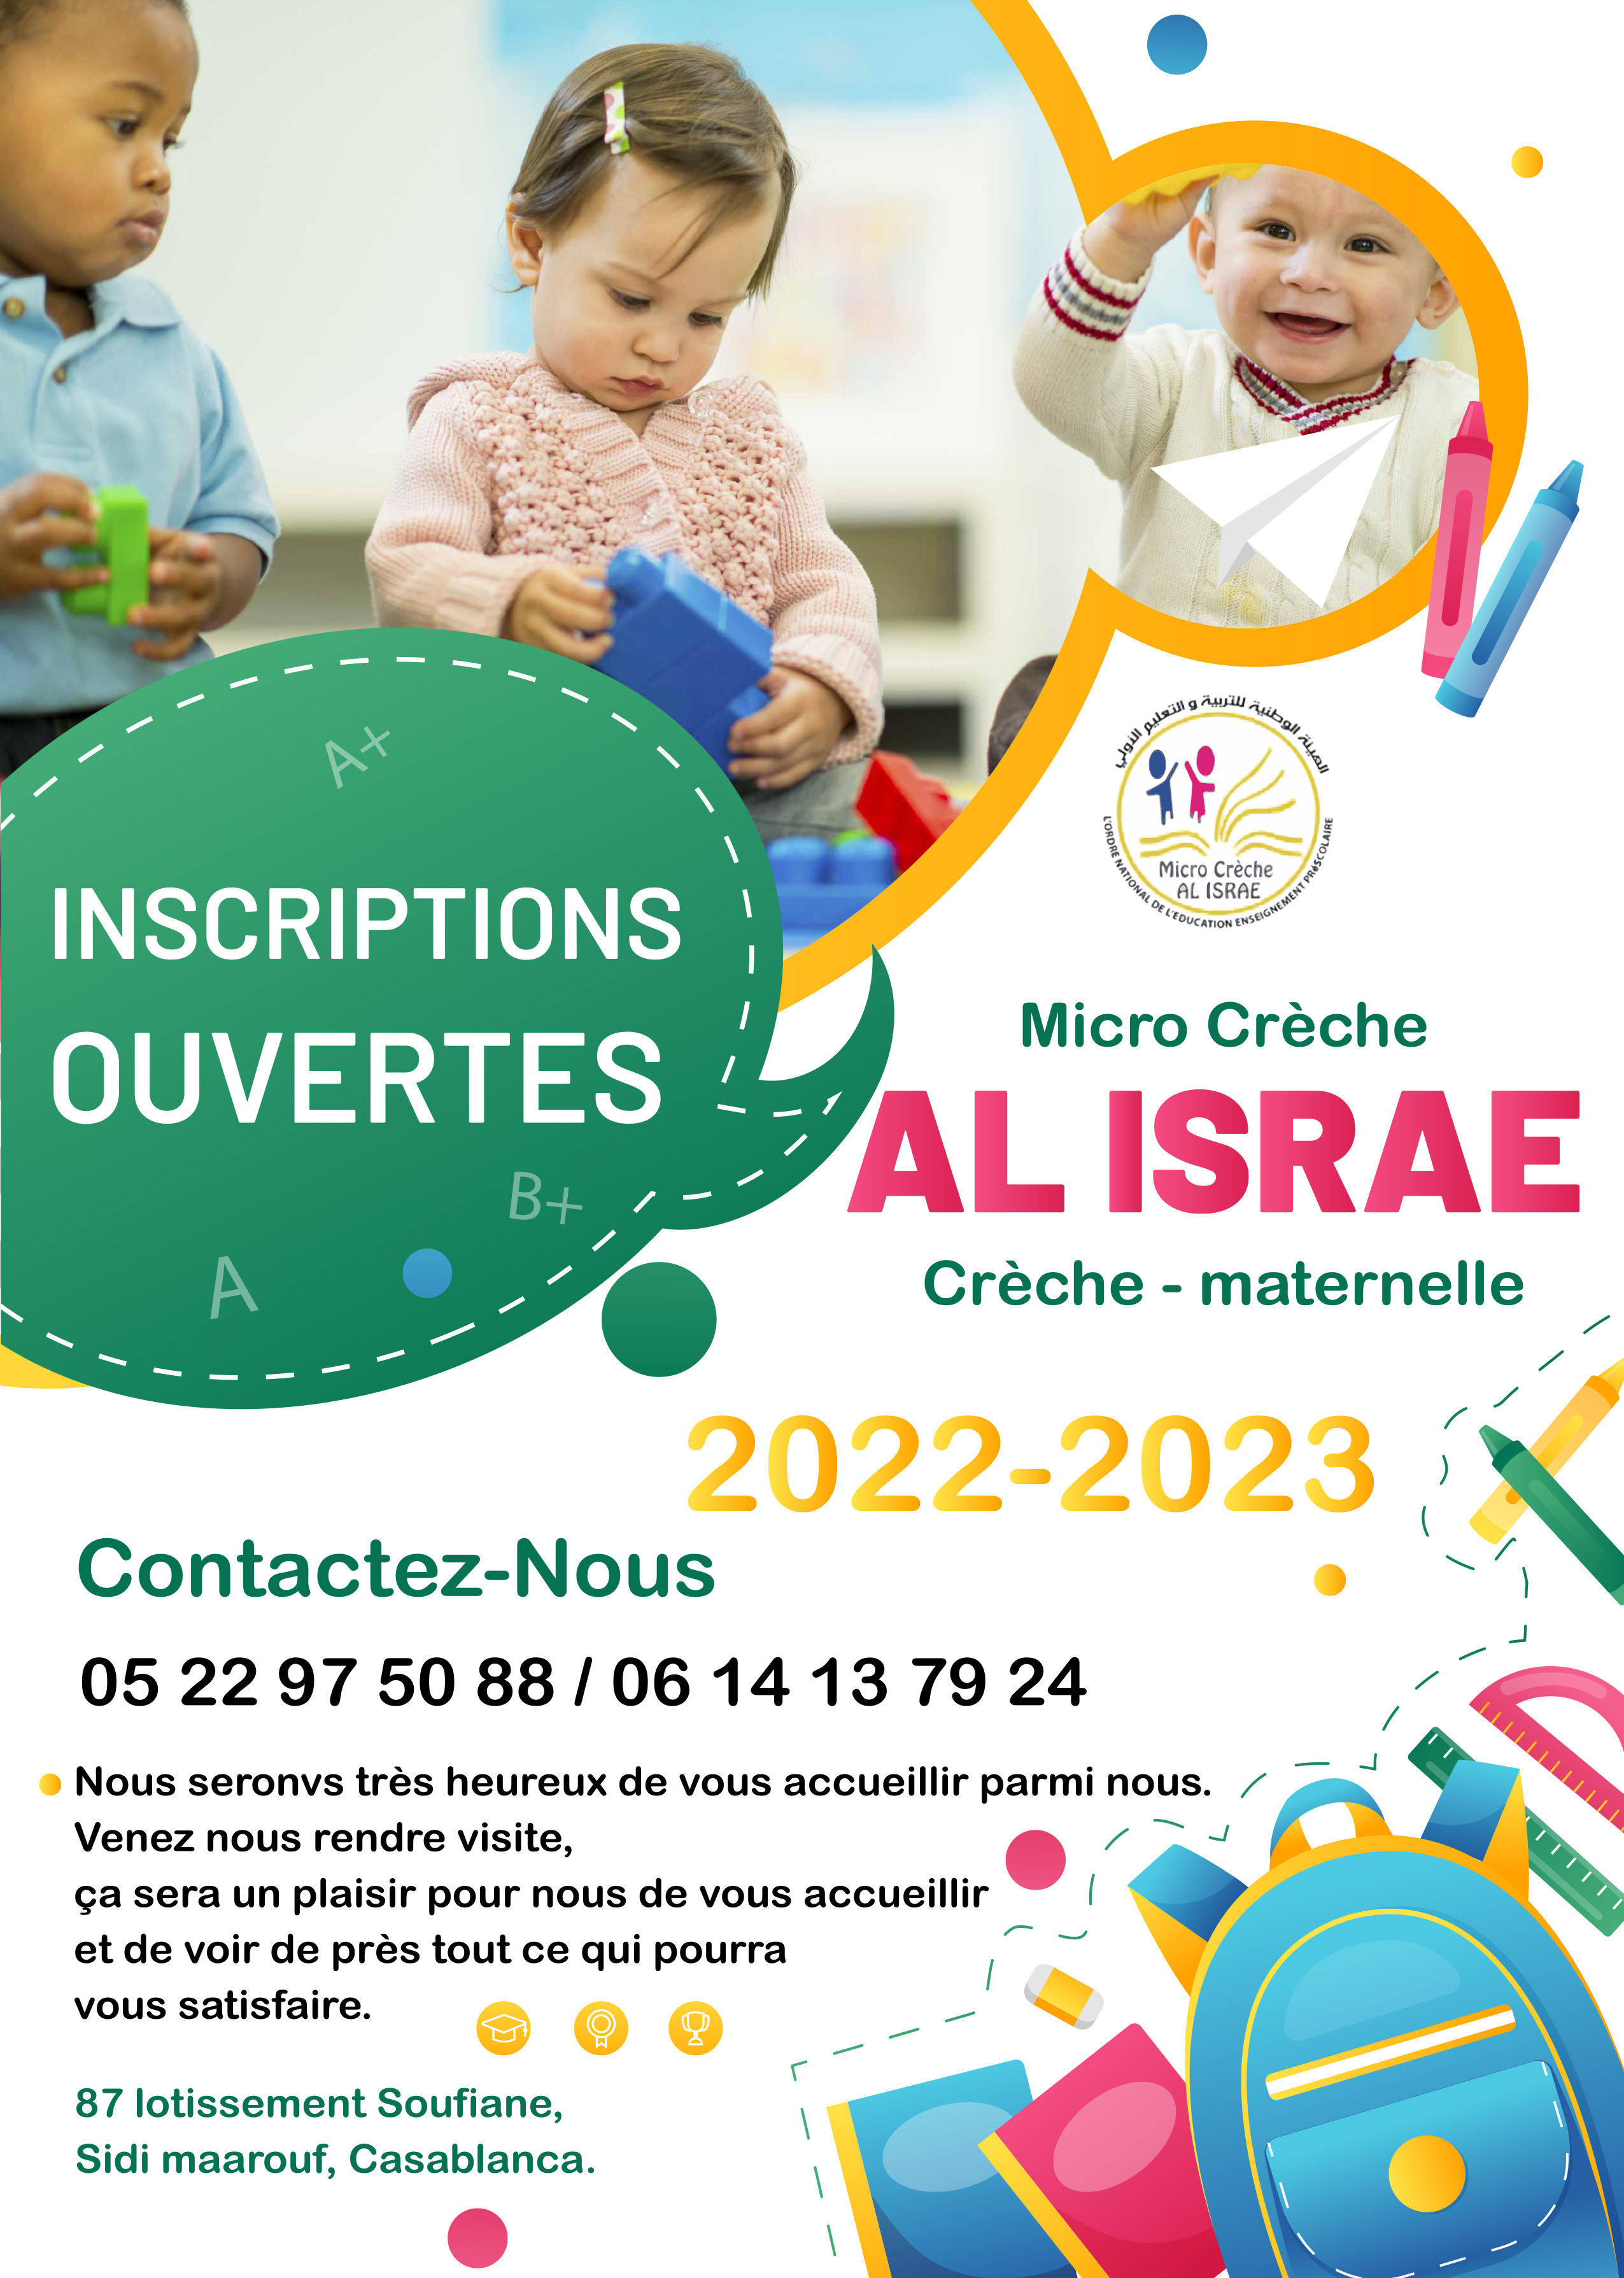 A+
INSCRIPTIONS
OUVERTES
B+
A
الهيئة الوطنية للتربية و التعليم الاولي
Micro Crèche
AL ISRAE
L'ORDRE NATIONAL DE L'EDUCATION ENSEIGNEMENT PRéSCOLAIRE
Micro Crèche
AL ISRAE
Crèche - maternelle
2022-2023
Contactez-Nous
05 22 97 50 88 / 06 14 13 79 24
Nous seronvs très heureux de vous accueillir parmi nous.
Venez nous rendre visite,
ça sera un plaisir pour nous de vous accueillir
et de voir de près tout ce qui pourra
vous satisfaire.
87 lotissement Soufiane,
Sidi maarouf, Casablanca.